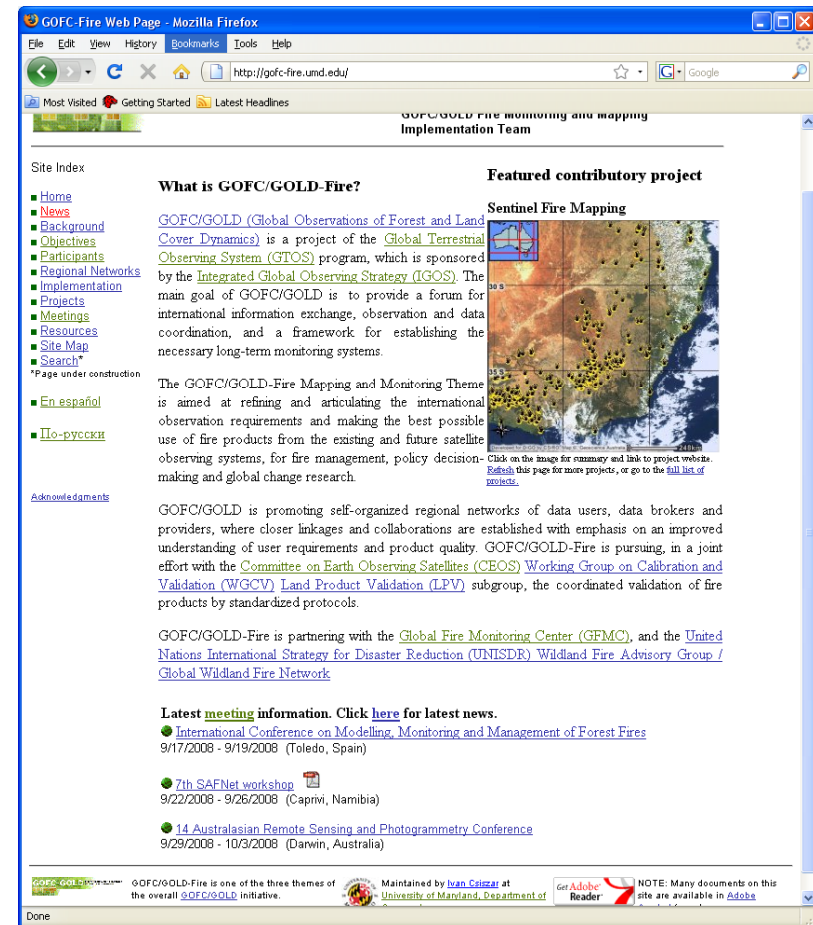 GOFC-Fire Web Page - Mozilla Firefox
File Edit View History Bookmarks Tools Help
http://gofc-fire.umd.edu/
G Google
Most Visited Getting Started Latest Headlines
GOFC/GOLD Fire Monitoring and Mapping
Implementation Team
Site Index
Home
News
Background
Objectives
Participants
Regional Networks
Implementation
Projects
Meetings
Resources
Site Map
Search*
*Page under construction
En español
По-русски
Acknowledgments
What is GOFC/GOLD-Fire?
GOFC/GOLD (Global Observations of Forest and Land
Cover Dynamics) is a project of the Global Terrestrial
Observing System (GTOS) program, which is sponsored
by the Integrated Global Observing Strategy (IGOS). The
main goal of GOFC/GOLD is to provide a forum for
international information exchange, observation and data
coordination, and a framework for establishing the
necessary long-term monitoring systems.
The GOFC/GOLD-Fire Mapping and Monitoring Theme
is aimed at refining and articulating the international
observation requirements and making the best possible
use of fire products from the existing and future satellite
observing systems, for fire management, policy decision-
making and global change research.
Featured contributory project
Sentinel Fire Mapping
30 S
35 S
Click on the image for summary and link to project website.
Refresh this page for more projects, or go to the full list of
projects.
GOFC/GOLD is promoting self-organized regional networks of data users, data brokers and
providers, where closer linkages and collaborations are established with emphasis on an improved
understanding of user requirements and product quality. GOFC/GOLD-Fire is pursuing, in a joint
effort with the Committee on Earth Observing Satellites (CEOS) Working Group on Calibration and
Validation (WGCV) Land Product Validation (LPV) subgroup, the coordinated validation of fire
products by standardized protocols.
GOFC/GOLD-Fire is partnering with the Global Fire Monitoring Center (GFMC), and the United
Nations International Strategy for Disaster Reduction (UNISDR) Wildland Fire Advisory Group /
Global Wildland Fire Network
Latest meeting information. Click here for latest news.
International Conference on Modelling, Monitoring and Management of Forest Fires
9/17/2008 - 9/19/2008 (Toledo, Spain)
7th SAFNet workshop
9/22/2008 - 9/26/2008 (Caprivi, Namibia)
14 Australasian Remote Sensing and Photogrammetry Conference
9/29/2008 - 10/3/2008 (Darwin, Australia)
GOFC/GOLD-Fire is one of the three themes of
the overall GOFC/GOLD initiative.
Maintained by Ivan Csiszar at
University of Maryland, Department of
Get Adobe
Reader
NOTE: Many documents on this
site are available in Adobe
Done